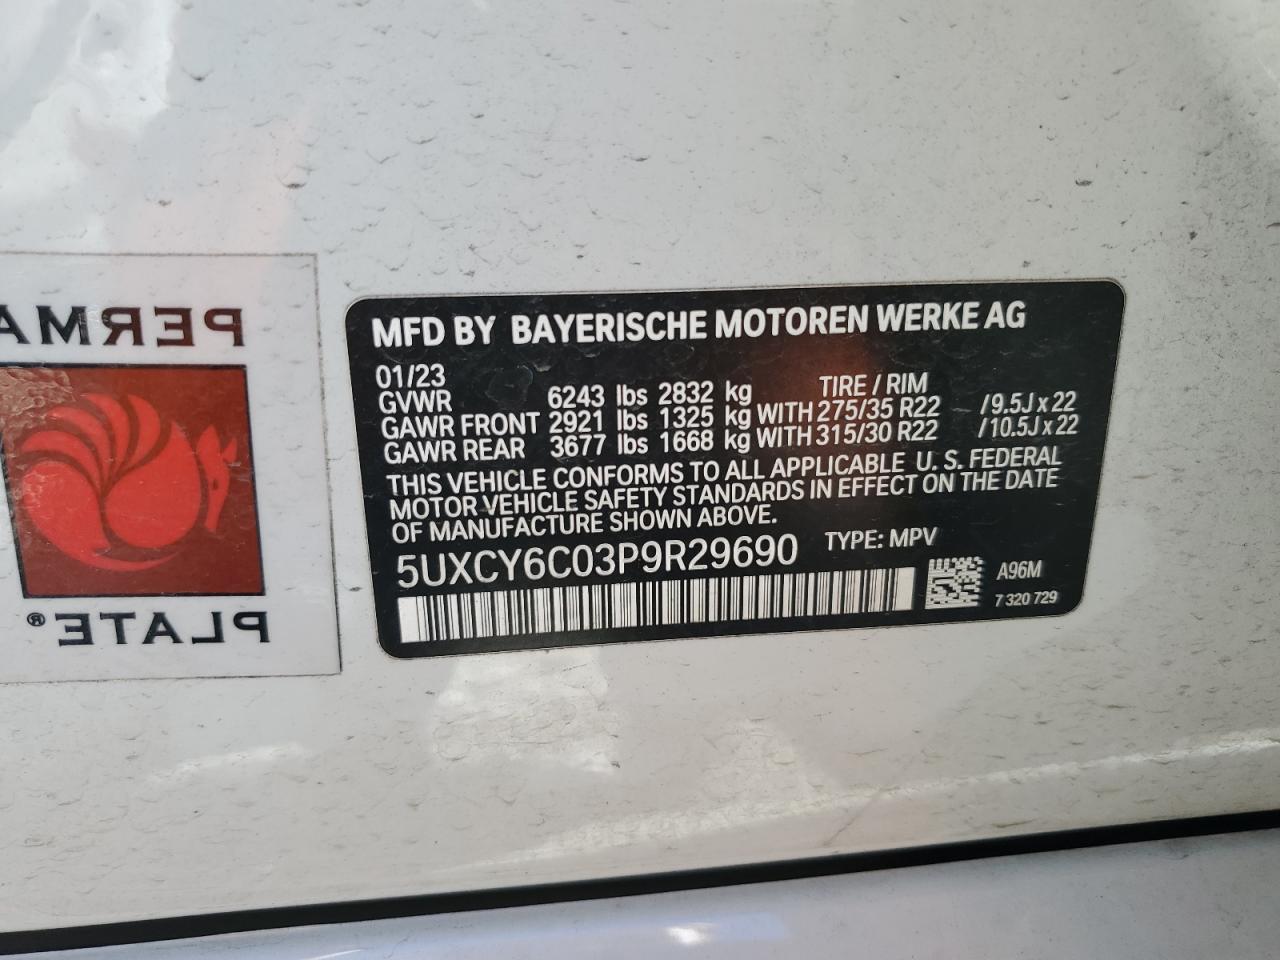 PERMA
PLATE®
MFD BY BAYERISCHE MOTOREN WERKE AG
01/23
GVWR 6243 lbs 2832 kg TIRE / RIM
GAWR FRONT 2921 lbs 1325 kg WITH 275/35 R22 /9.5J x 22
GAWR REAR 3677 lbs 1668 kg WITH 315/30 R22 /10.5J x 22
THIS VEHICLE CONFORMS TO ALL APPLICABLE U. S. FEDERAL
MOTOR VEHICLE SAFETY STANDARDS IN EFFECT ON THE DATE
OF MANUFACTURE SHOWN ABOVE.
5UXCY6C03P9R29690 TYPE: MPV
A96M
7 320 729